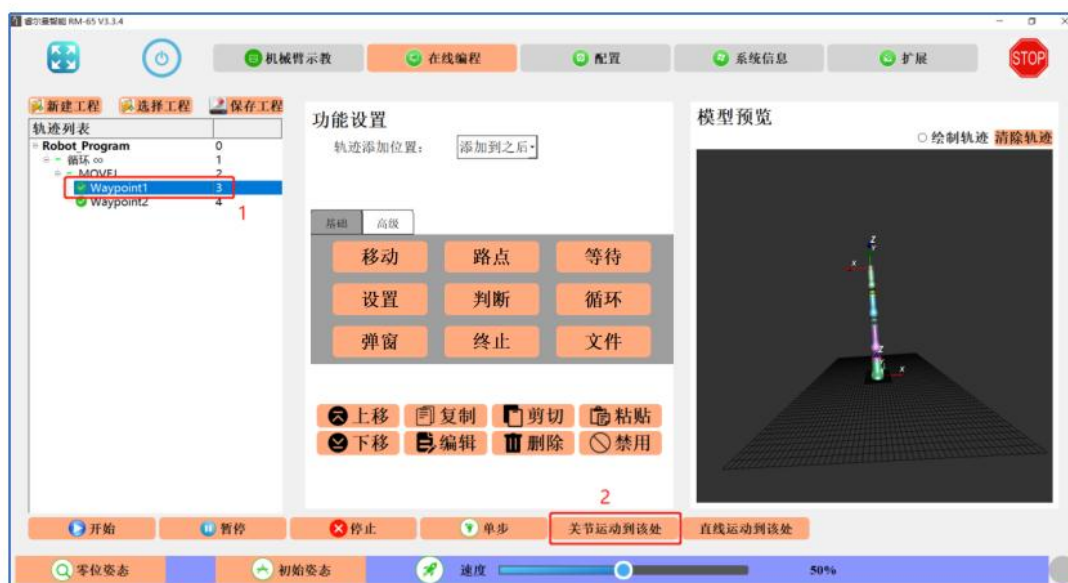 睿尔曼智能 RM-65 V3.3.4
机械臂示教 在线编程 配置 系统信息 扩展 STOP
新建工程 选择工程 保存工程
轨迹列表
Robot_Program 0
循环 ∞ 1
MOVEJ 2
Waypoint1 3
Waypoint2 4
1
功能设置
轨迹添加位置: 添加到之后
基础 高级
移动 路点 等待
设置 判断 循环
弹窗 终止 文件
上移 复制 剪切 粘贴
下移 编辑 删除 禁用
模型预览
绘制轨迹 清除轨迹
Z
X
Z
X
2
开始 暂停 停止 单步 关节运动到该处 直线运动到该处
零位姿态 初始姿态 速度 50%